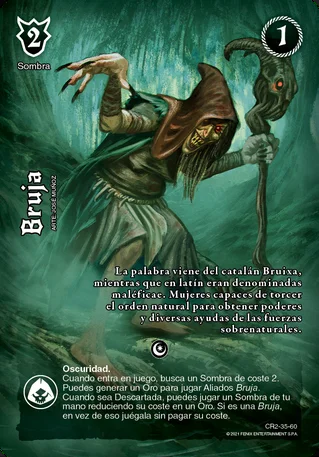 2
1
Sombra
Bruja
ARTE: JOSÉ MUÑOZ
La palabra viene del catalán Bruixa,
mientras que en latín eran denominadas
maléficae. Mujeres capaces de torcer
el orden natural para obtener poderes
y diversas ayudas de las fuerzas
sobrenaturales.
Oscuridad.
Cuando entra en juego, busca un Sombra de coste 2.
Puedes generar un Oro para jugar Aliados Bruja.
Cuando sea Descartada, puedes jugar un Sombra de tu
mano reduciendo su coste en un Oro. Si es una Bruja,
en vez de eso juégala sin pagar su coste.
CR2-35-60
© 2021 FENIX ENTERTAINMENT S.P.A.